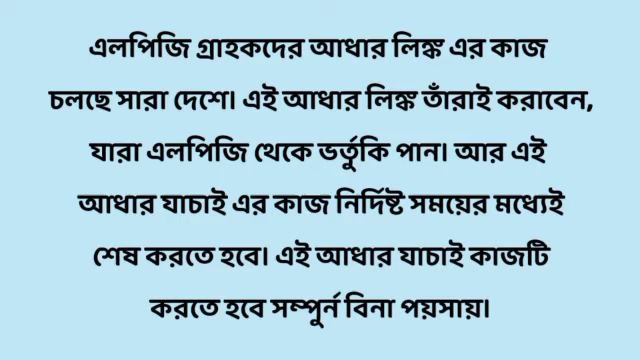 এলপিজি গ্রাহকদের আধার লিঙ্ক এর কাজ
চলছে সারা দেশে। এই আধার লিঙ্ক তাঁরাই করাবেন,
যারা এলপিজি থেকে ভর্তুকি পান। আর এই
আধার যাচাই এর কাজ নির্দিষ্ট সময়ের মধ্যেই
শেষ করতে হবে। এই আধার যাচাই কাজটি
করতে হবে সম্পুর্ন বিনা পয়সায়।